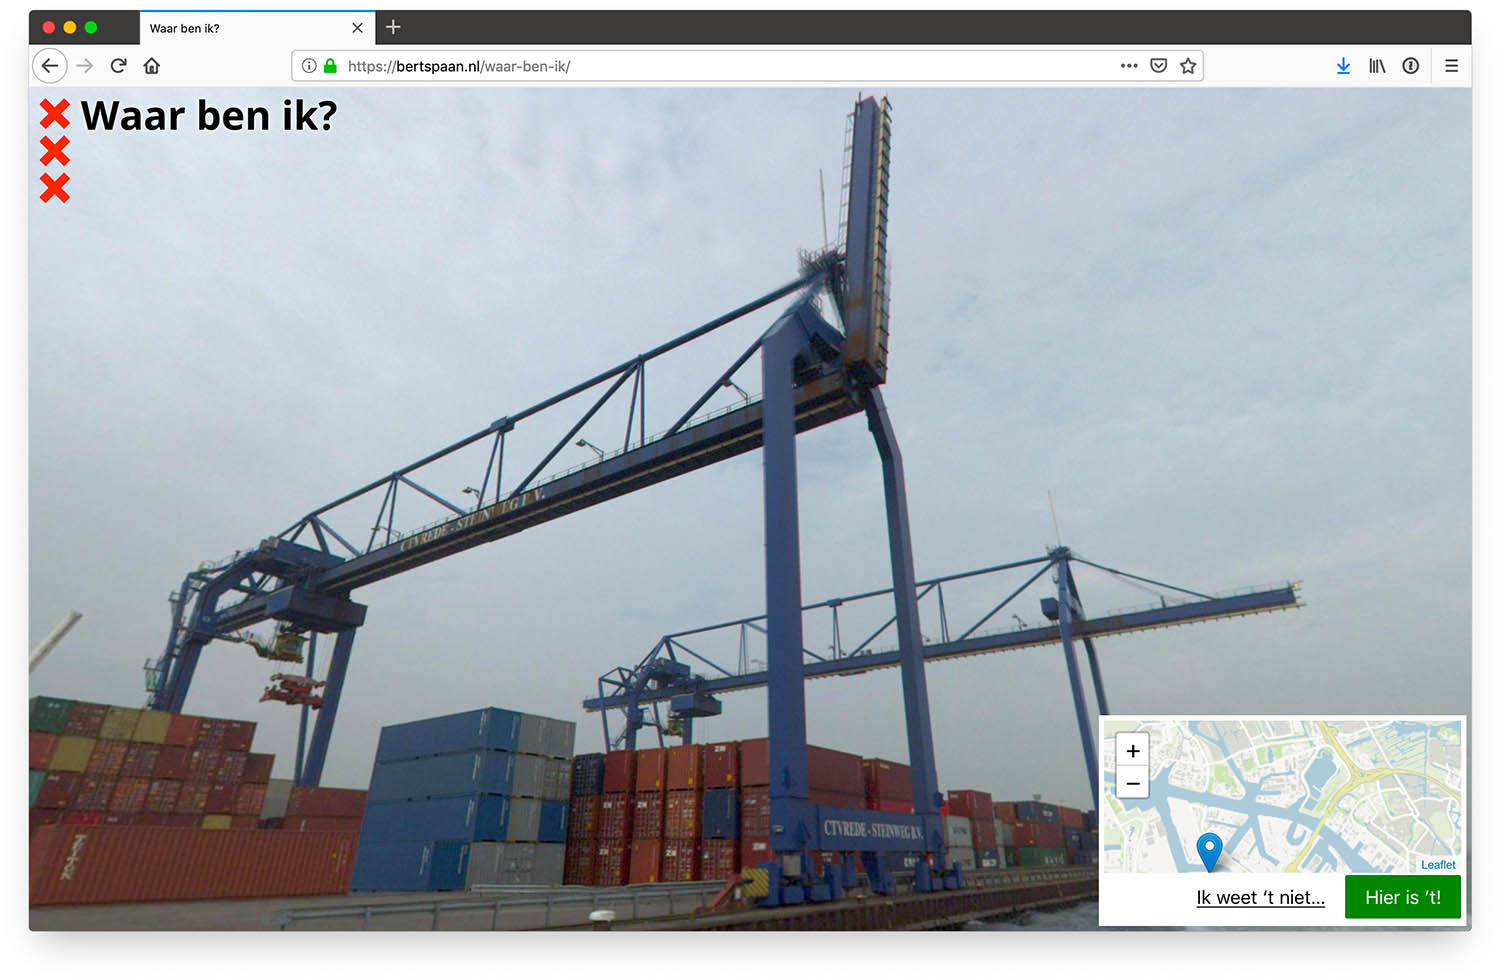 Waar ben ik?
https://bertspaan.nl/waar-ben-ik/
Waar ben ik?
CTVREDE - STEINWEG B.V.
CTVREDE - STEINWEG B.V.
+
−
Leaflet
Ik weet ‘t niet...
Hier is ‘t!